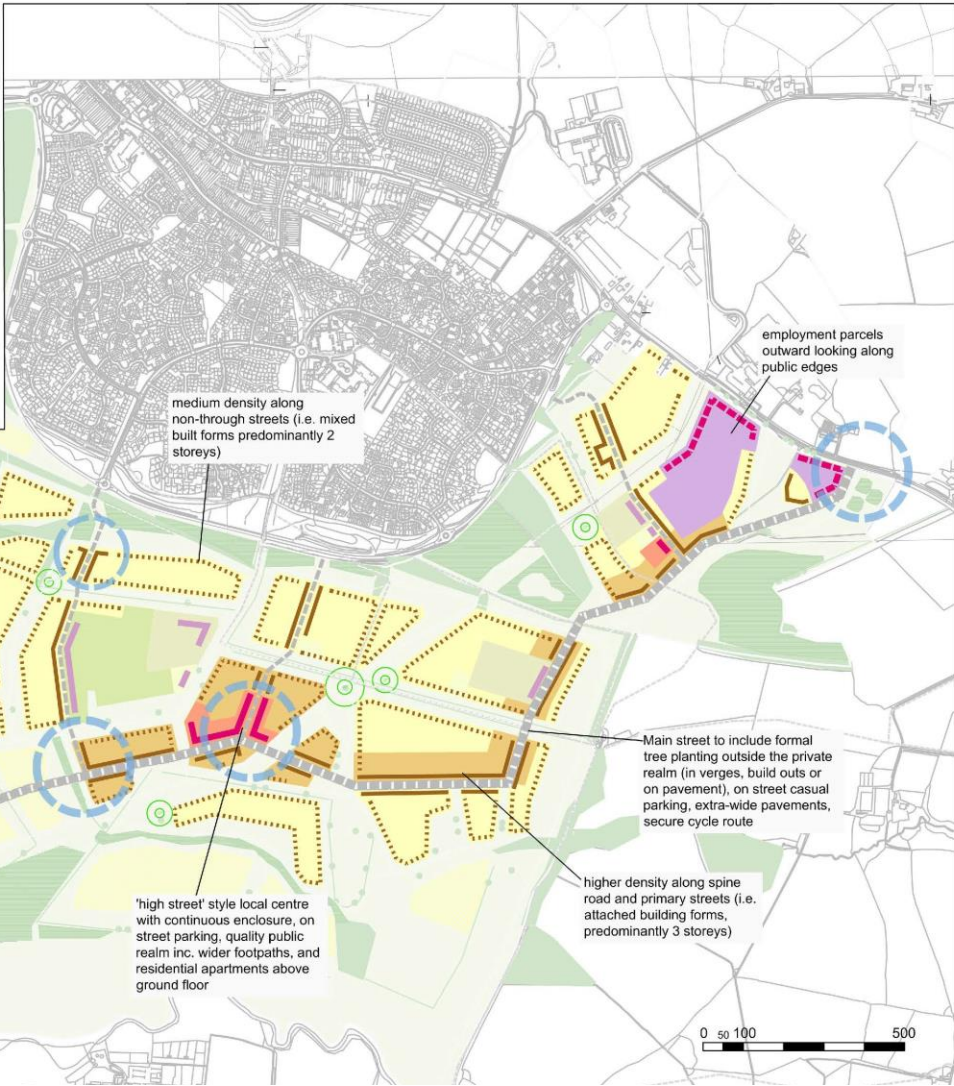 employment parcels
outward looking along
public edges
medium density along
non-through streets (i.e. mixed
built forms predominantly 2
storeys)
Main street to include formal
tree planting outside the private
realm (in verges, build outs or
on pavement), on street casual
parking, extra-wide pavements,
secure cycle route
higher density along spine
road and primary streets (i.e.
attached building forms,
predominantly 3 storeys)
'high street' style local centre
with continuous enclosure, on
street parking, quality public
realm inc. wider footpaths, and
residential apartments above
ground floor
0 50 100 500